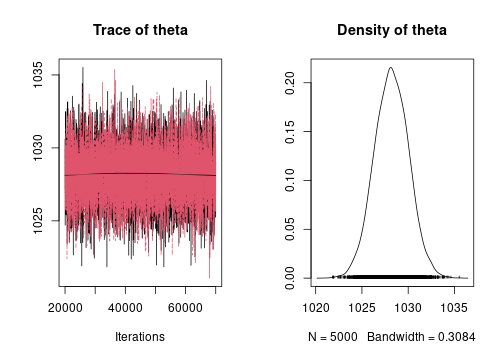 Trace of theta
1035
1030
1025
20000 40000 60000
Iterations
Density of theta
0.20
0.15
0.10
0.05
0.00
1020 1025 1030 1035
N = 5000 Bandwidth = 0.3084